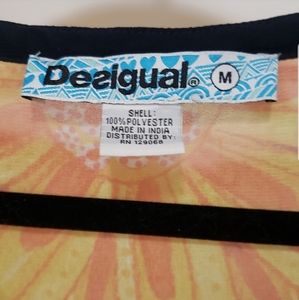 Desigual® M
SHELL:
100% POLYESTER
MADE IN INDIA
DISTRIBUTED BY:
RN 129068